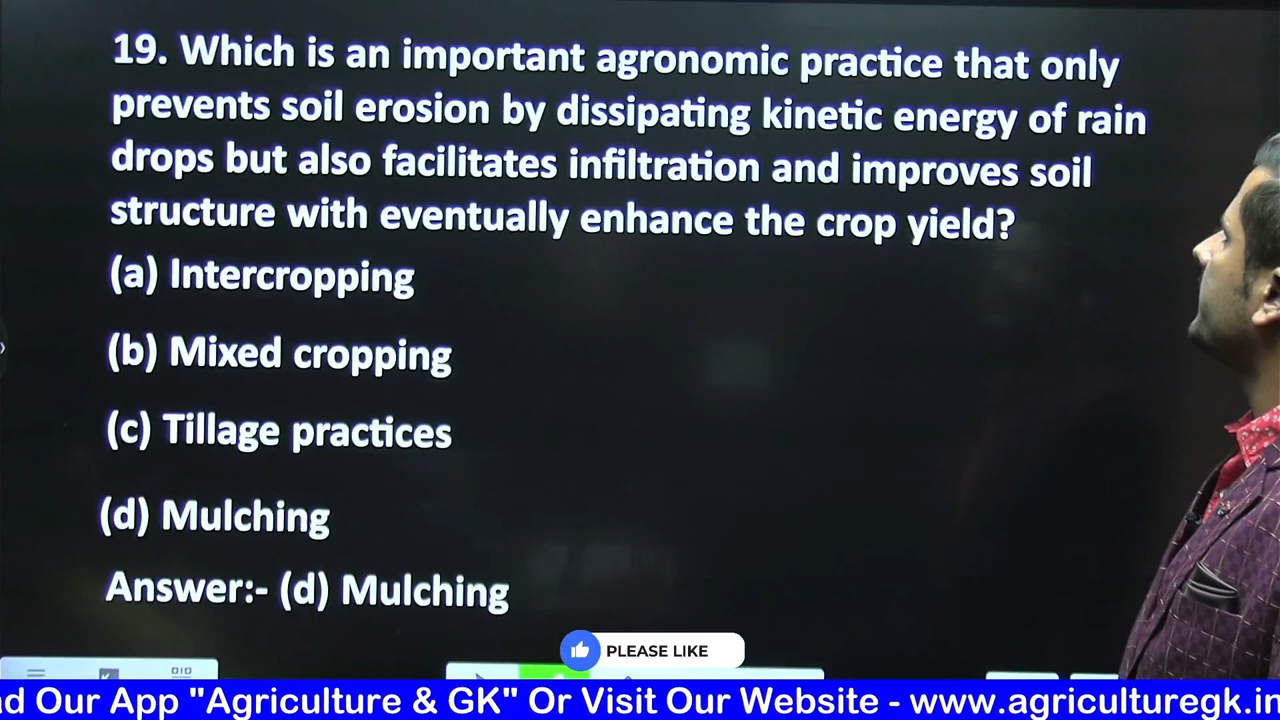 19. Which is an important agronomic practice that only
prevents soil erosion by dissipating kinetic energy of rain
drops but also facilitates infiltration and improves soil
structure with eventually enhance the crop yield?
(a) Intercropping
(b) Mixed cropping
(c) Tillage practices
(d) Mulching
Answer:- (d) Mulching
PLEASE LIKE
Our App "Agriculture & GK" Or Visit Our Website - www.agriculturegk.in